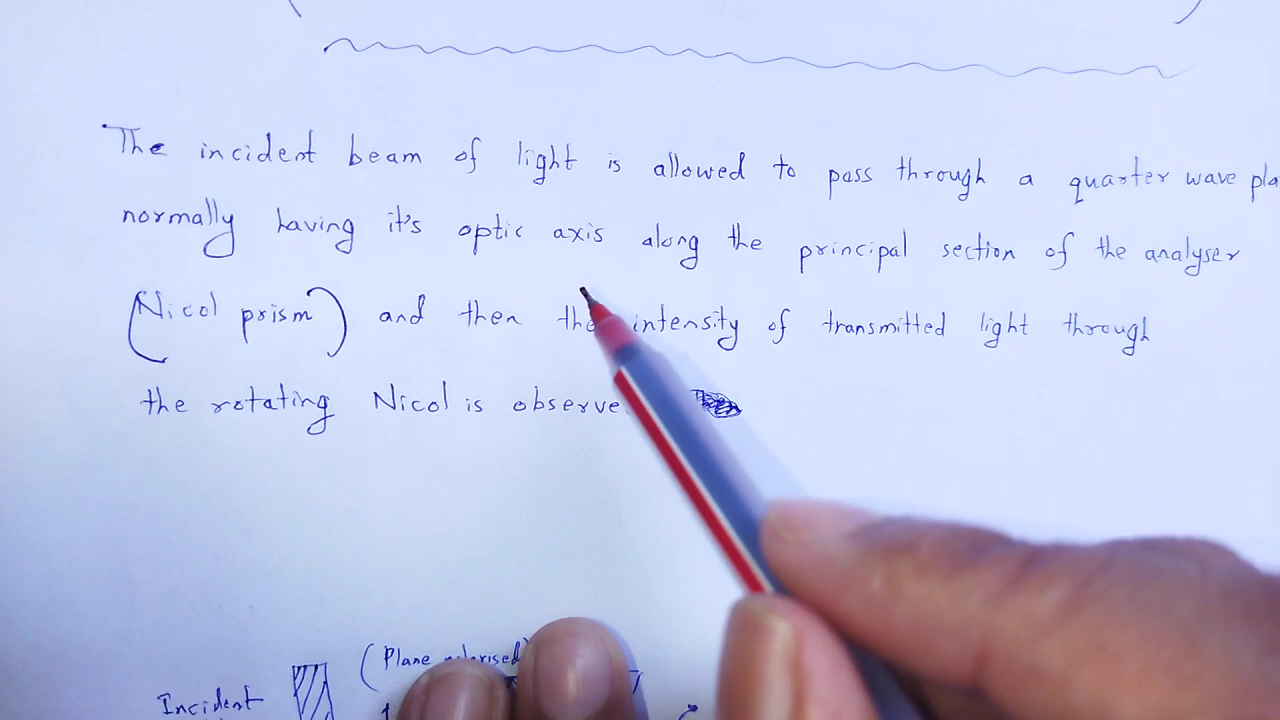 The incident beam of light is allowed to pass through a quarter wave pla
normally having it's optic axis along the principal section of the analyser
(Nicol prism) and then the intensity of transmitted light through
the rotating Nicol is observe
(Plane
Incident